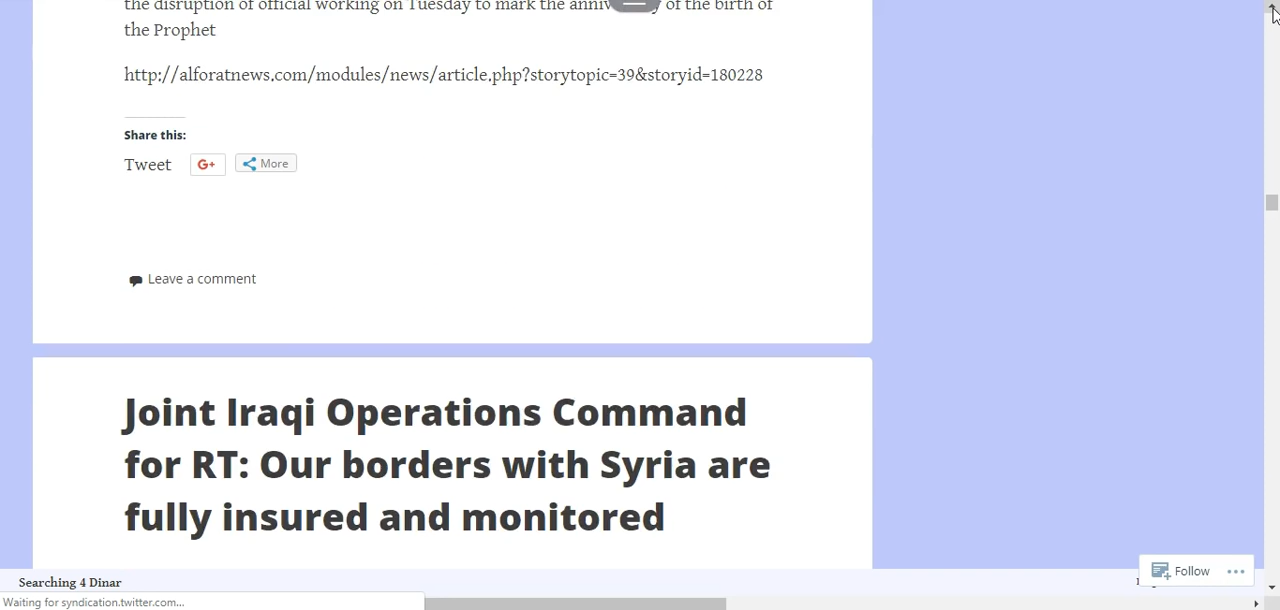 the disruption of official working on Tuesday to mark the of the birth of
the Prophet
http://alforatnews.com/modules/news/article.php?storytopic=39&storyid=180228
Share this:
Tweet G+ More
Leave a comment
Joint Iraqi Operations Command
for RT: Our borders with Syria are
fully insured and monitored
Follow
Searching 4 Dinar
Waiting for syndication.twitter.com...